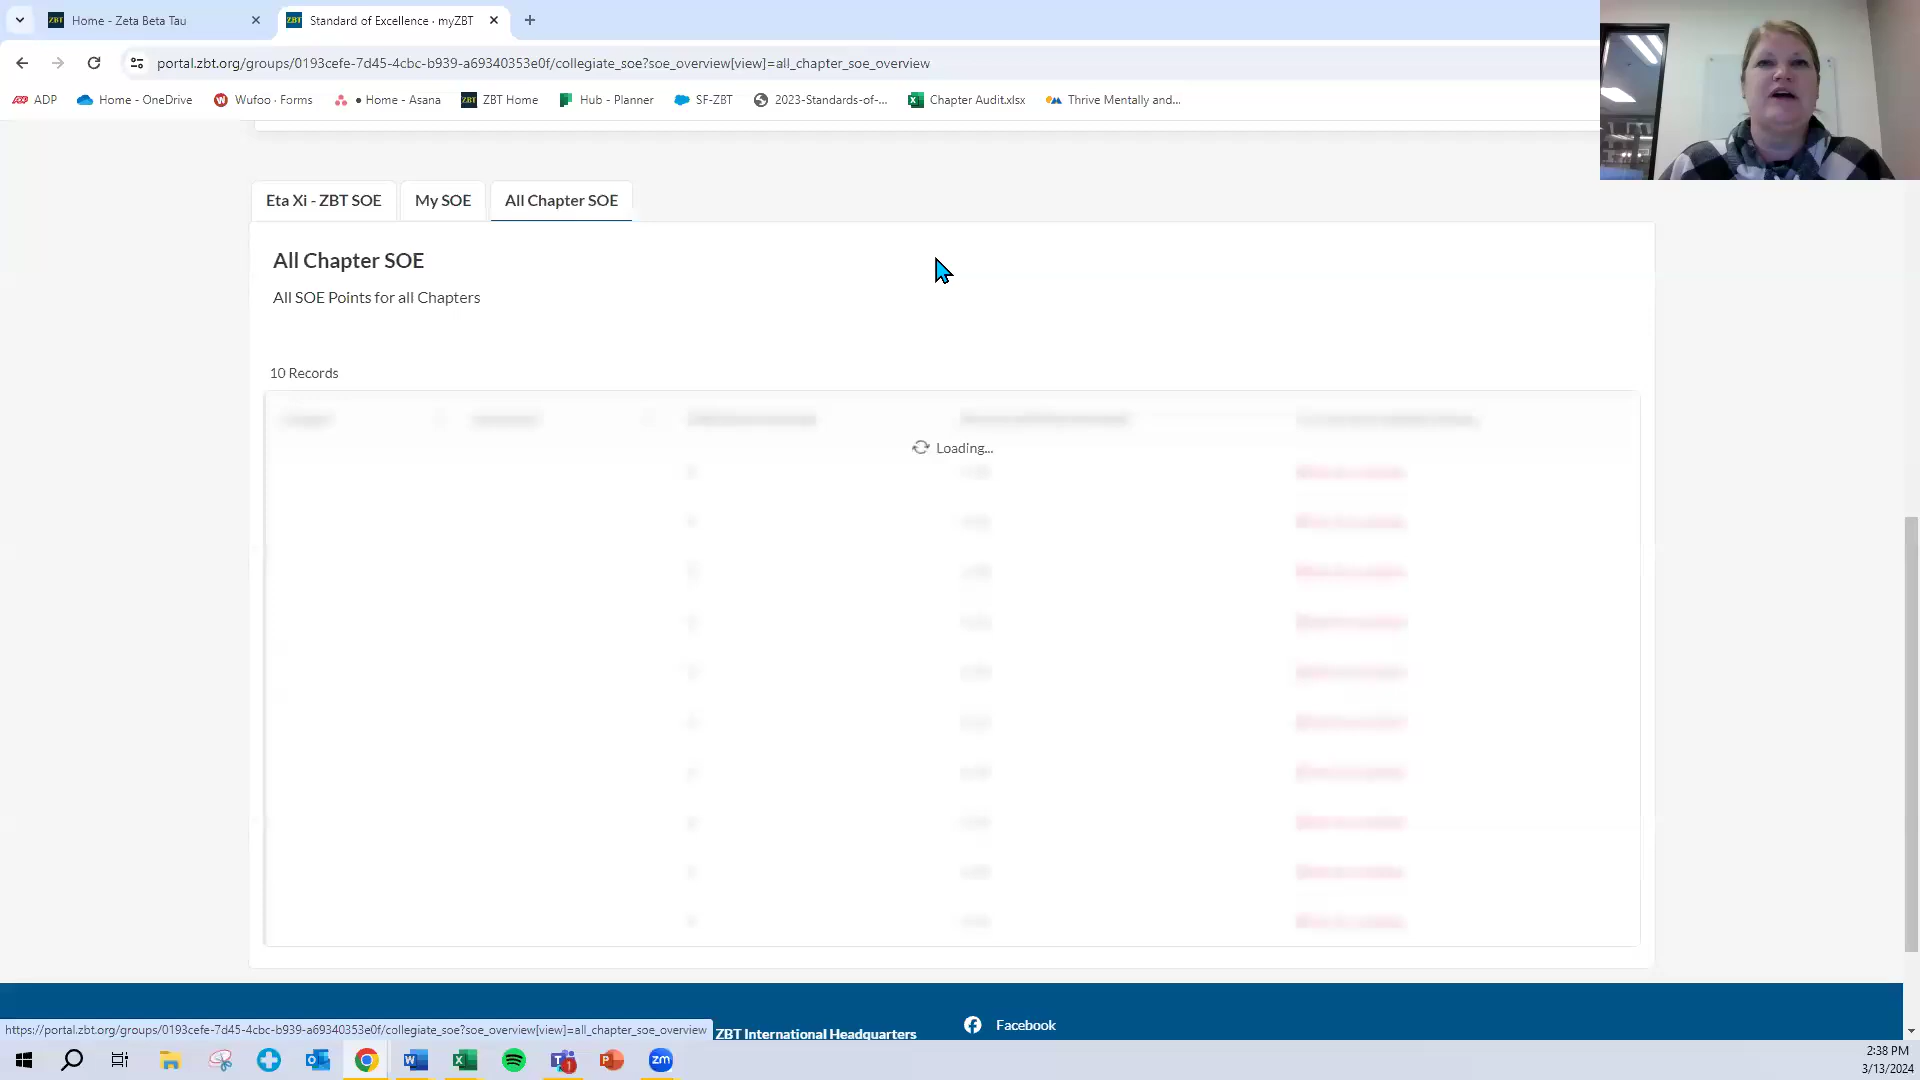 Home - Zeta Beta Tau
Standard of Excellence · myZBT
portal.zbt.org/groups/0193cefe-7d45-4cbc-b939-a69340353e0f/collegiate_soe?soe_overview[view]=all_chapter_soe_overview
ADP
Home - OneDrive
Wufoo · Forms
● Home - Asana
ZBT Home
Hub - Planner
SF-ZBT
2023-Standards-of-...
Chapter Audit.xlsx
Thrive Mentally and...
Eta Xi - ZBT SOE
My SOE
All Chapter SOE
All Chapter SOE
All SOE Points for all Chapters
10 Records
Loading...
https://portal.zbt.org/groups/0193cefe-7d45-4cbc-b939-a69340353e0f/collegiate_soe?soe_overview[view]=all_chapter_soe_overview
ZBT International Headquarters
Facebook
2:38 PM
3/13/2024